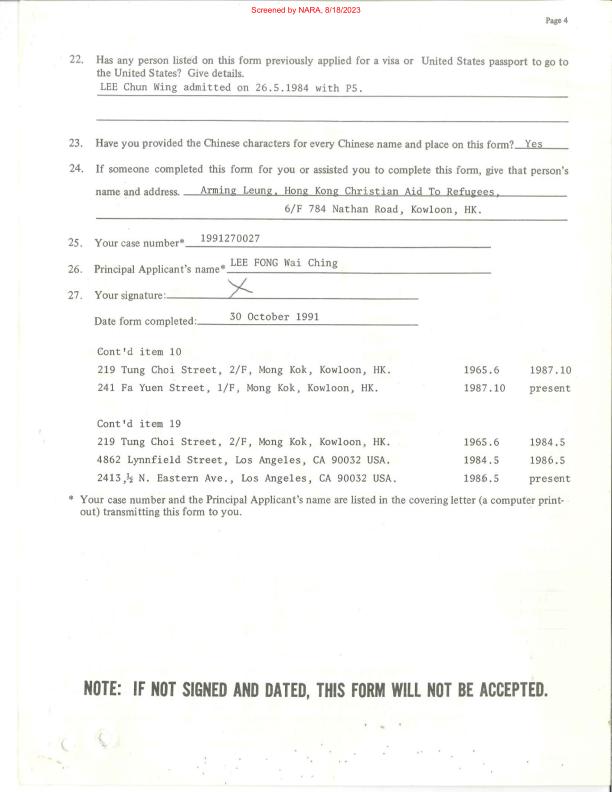 Screened by NARA, 8/18/2023
Page 4
22. Has any person listed on this form previously applied for a visa or United States passport to go to
the United States? Give details.
LEE Chun Wing admitted on 26.5.1984 with P5.
23. Have you provided the Chinese characters for every Chinese name and place on this form? Yes
24. If someone completed this form for you or assisted you to complete this form, give that person's
name and address. Arming Leung, Hong Kong Christian Aid To Refugees,
6/F 784 Nathan Road, Kowloon, HK.
25. Your case number* 1991270027
26. Principal Applicant's name* LEE FONG Wai Ching
27. Your signature: X
Date form completed: 30 October 1991
Cont'd item 10
219 Tung Choi Street, 2/F, Mong Kok, Kowloon, HK. 1965.6 1987.10
241 Fa Yuen Street, 1/F, Mong Kok, Kowloon, HK. 1987.10 present
Cont'd item 19
219 Tung Choi Street, 2/F, Mong Kok, Kowloon, HK. 1965.6 1984.5
4862 Lynnfield Street, Los Angeles, CA 90032 USA. 1984.5 1986.5
2413,½ N. Eastern Ave., Los Angeles, CA 90032 USA. 1986.5 present
* Your case number and the Principal Applicant's name are listed in the covering letter (a computer print-
out) transmitting this form to you.
NOTE: IF NOT SIGNED AND DATED, THIS FORM WILL NOT BE ACCEPTED.